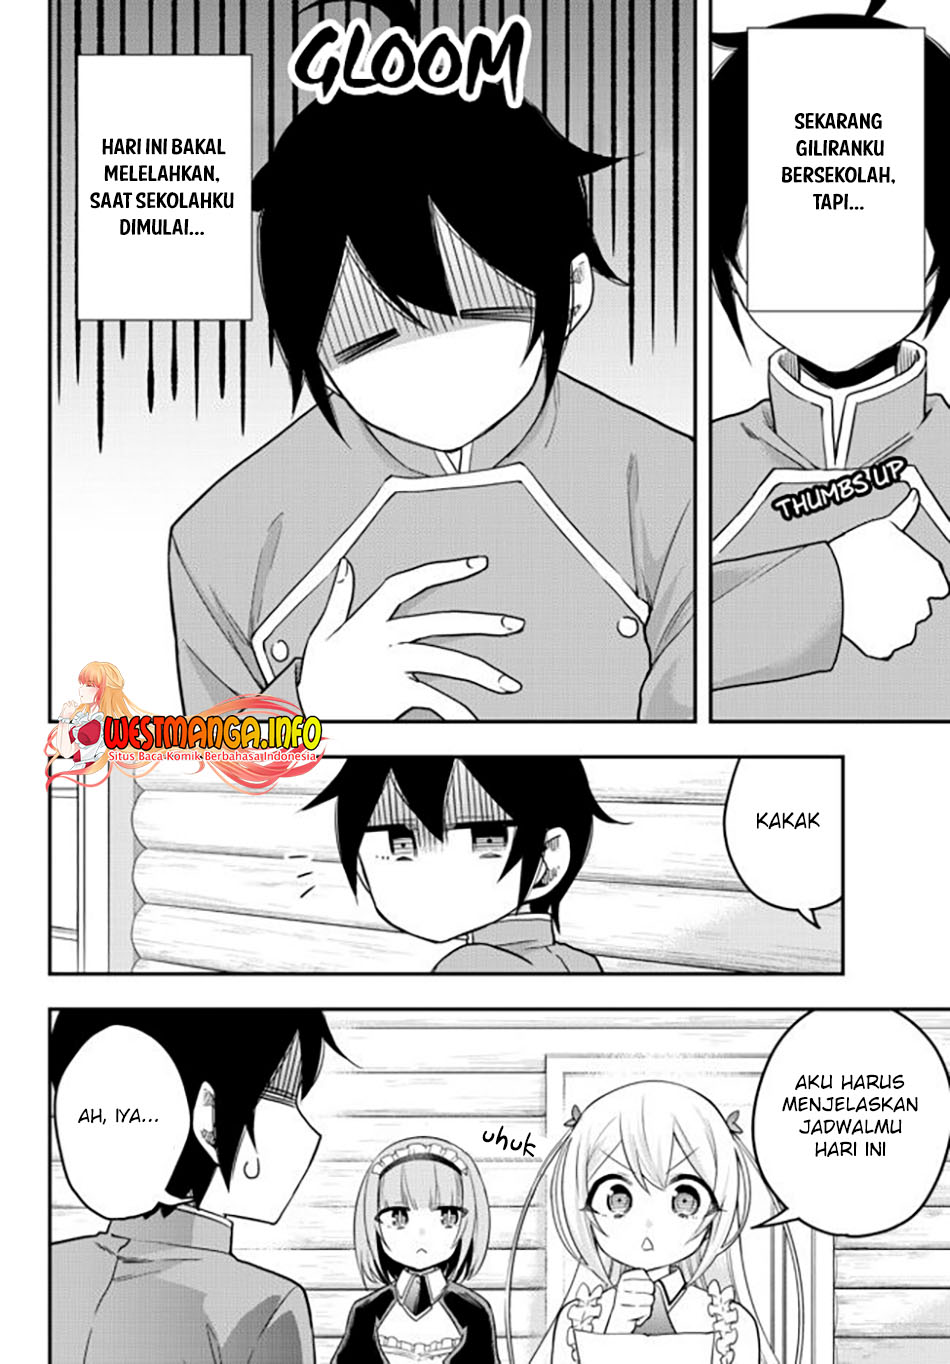 SEKARANG
GILIRANKU
BERSEKOLAH,
TAPI...
THUMBS UP
GLOOM
HARI INI BAKAL
MELELAHKAN,
SAAT SEKOLAHKU
DIMULAI...
WESTMANGA.INFO
Situs Baca Komik Berbahasa Indonesia
KAKAK
AKU HARUS
MENJELASKAN
JADWALMU
HARI INI
uhuk
AH, IYA...